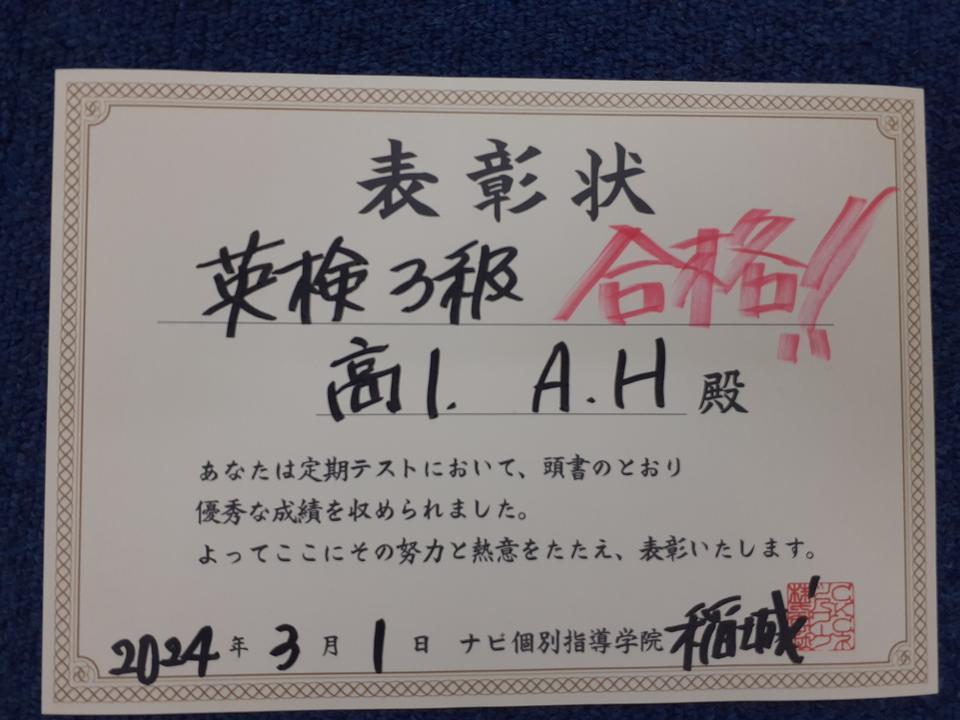 表彰状
英検3級 合格!!
高1. A.H 殿
あなたは定期テストにおいて、頭書のとおり
優秀な成績を収められました。
よってここにその努力と熱意をたたえ、表彰いたします。
2024年3月1日 ナビ個別指導学院 稲城